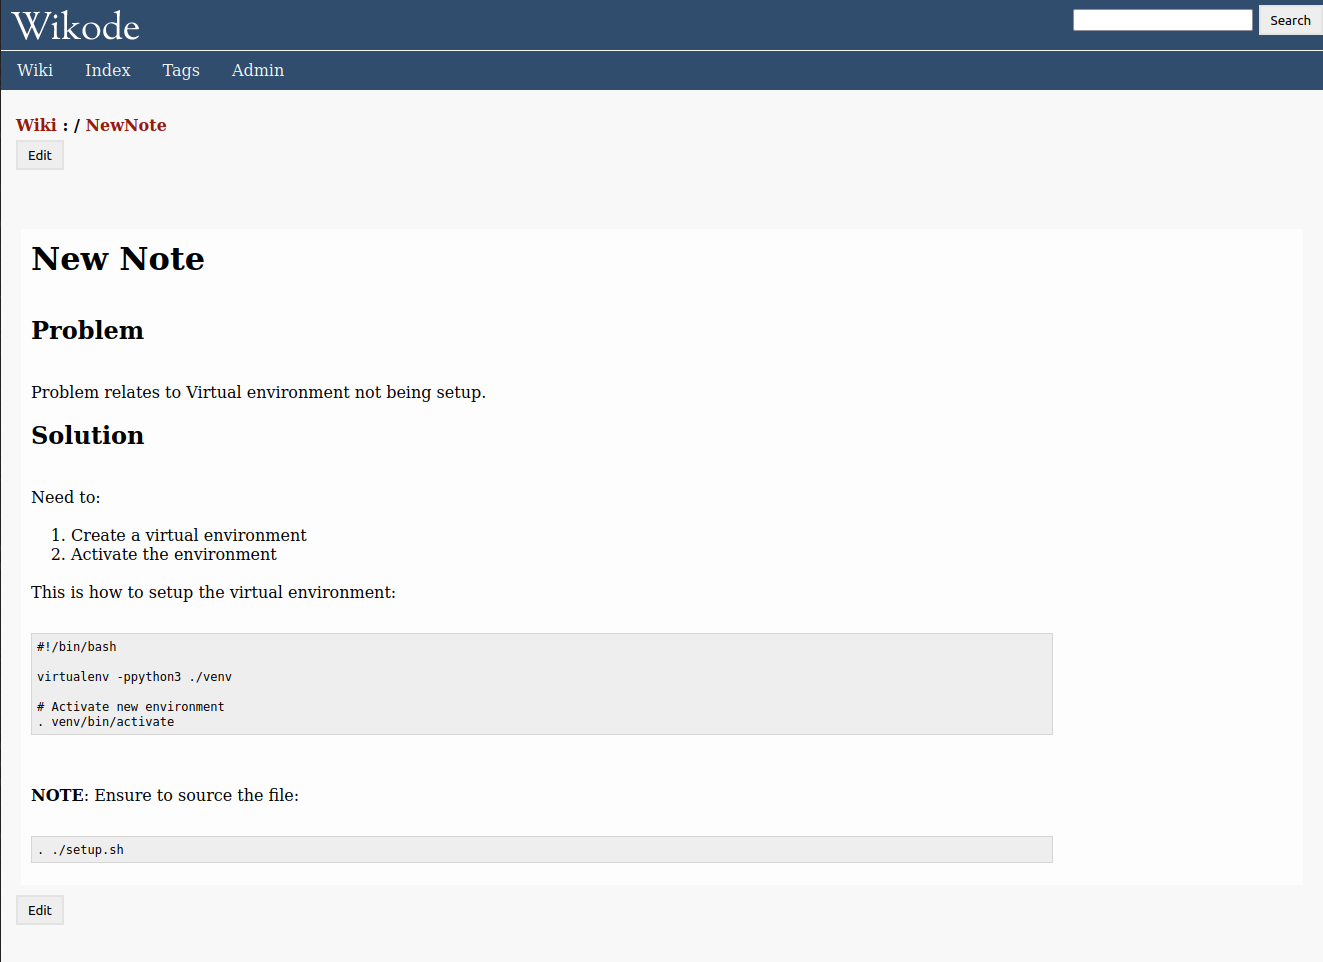 Wikode
Search
Wiki Index Tags Admin
Wiki : / NewNote
Edit
New Note
Problem
Problem relates to Virtual environment not being setup.
Solution
Need to:
1. Create a virtual environment
2. Activate the environment
This is how to setup the virtual environment:
#!/bin/bash
virtualenv -ppython3 ./venv
# Activate new environment
. venv/bin/activate
NOTE: Ensure to source the file:
. ./setup.sh
Edit